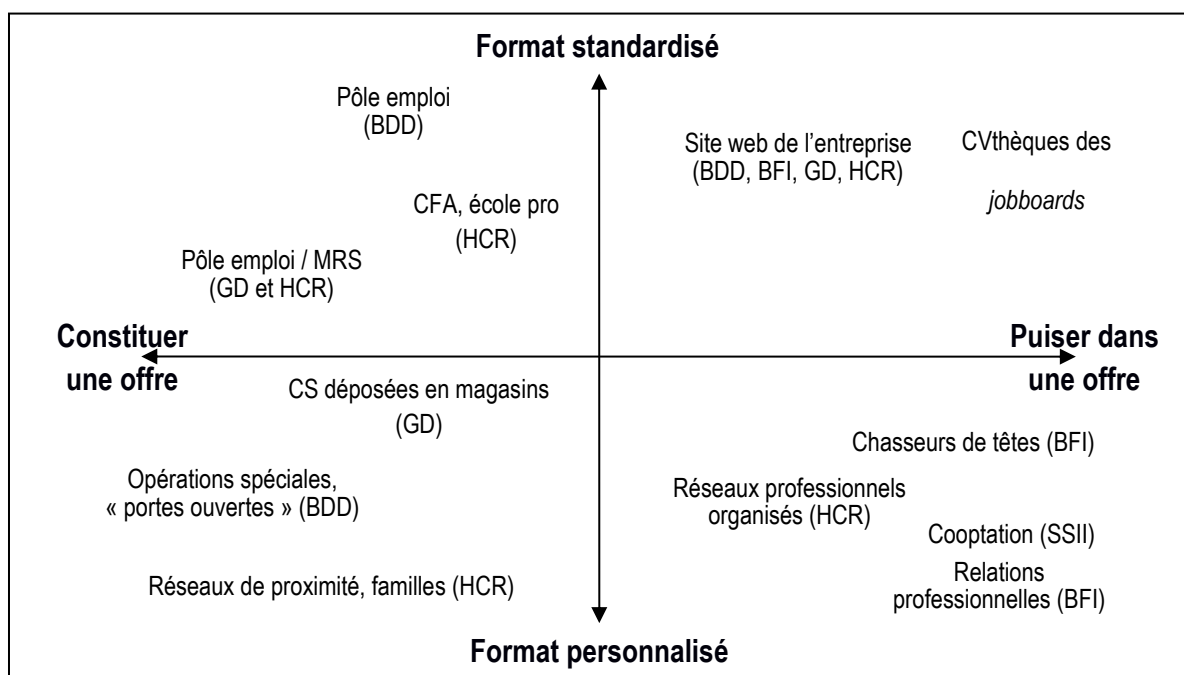 Format standardisé
Pôle emploi
(BDD)
Site web de l'entreprise
(BDD, BFI, GD, HCR)
CVthèques des
jobboards
CFA, école pro
(HCR)
Pôle emploi / MRS
(GD et HCR)
Constituer
une offre
Puiser dans
une offre
CS déposées en magasins
(GD)
Chasseurs de têtes (BFI)
Opérations spéciales,
« portes ouvertes » (BDD)
Réseaux professionnels
organisés (HCR)
Cooptation (SSII)
Réseaux de proximité, familles (HCR)
Relations
professionnelles (BFI)
Format personnalisé